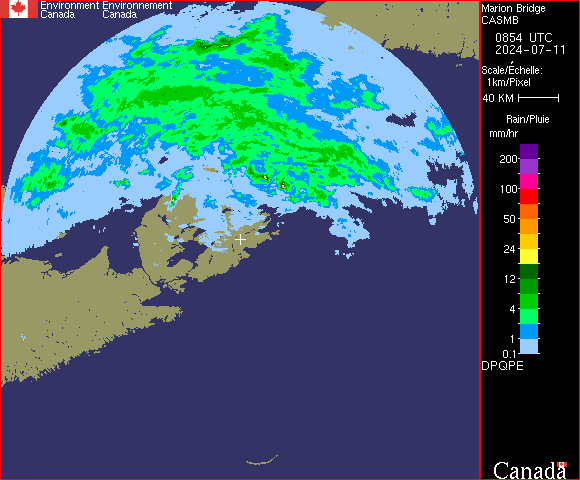 Environment Environnement
Canada Canada
Marion Bridge
CASMB
0854 UTC
2024-07-11
Scale/Échelle:
1km/Pixel
40 KM
Rain/Pluie
mm/hr
200
100
50
24
12
4
1
0.1
DPQPE
Canada